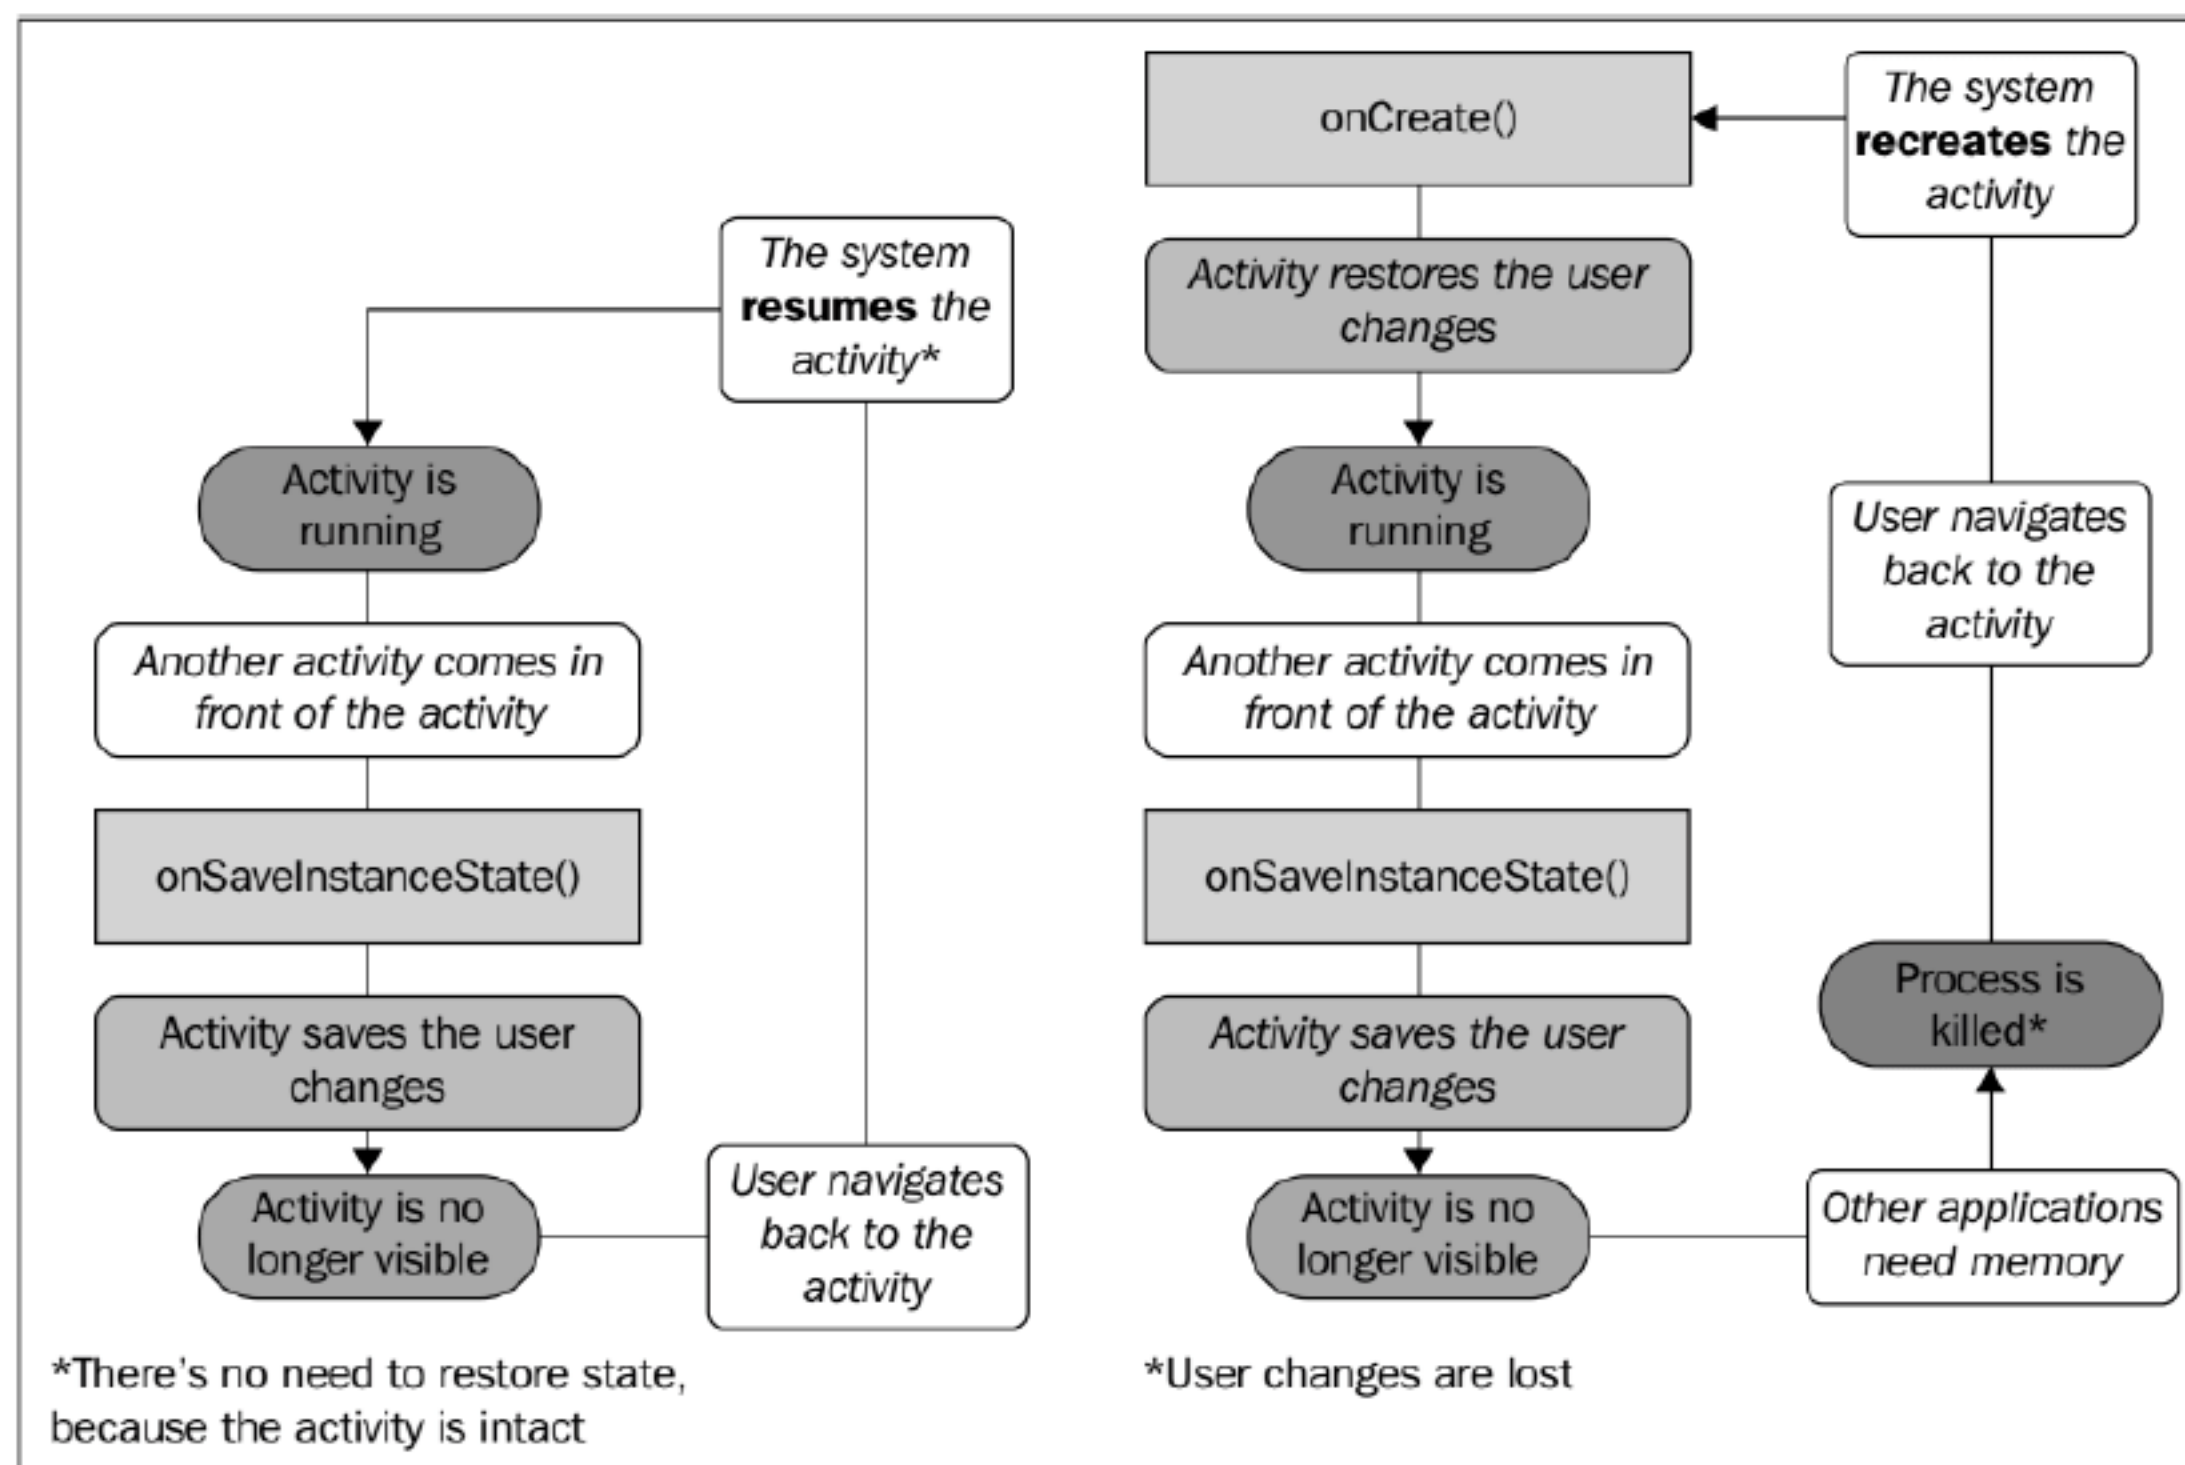 The system
resumes the
activity*
Activity is
running
Another activity comes in
front of the activity
onSaveInstanceState()
Activity saves the user
changes
Activity is no
longer visible
User navigates
back to the
activity
*There's no need to restore state,
because the activity is intact
onCreate()
The system
recreates the
activity
Activity restores the user
changes
Activity is
running
User navigates
back to the
activity
Another activity comes in
front of the activity
onSaveInstanceState()
Process is
killed*
Activity saves the user
changes
Activity is no
longer visible
Other applications
need memory
*User changes are lost